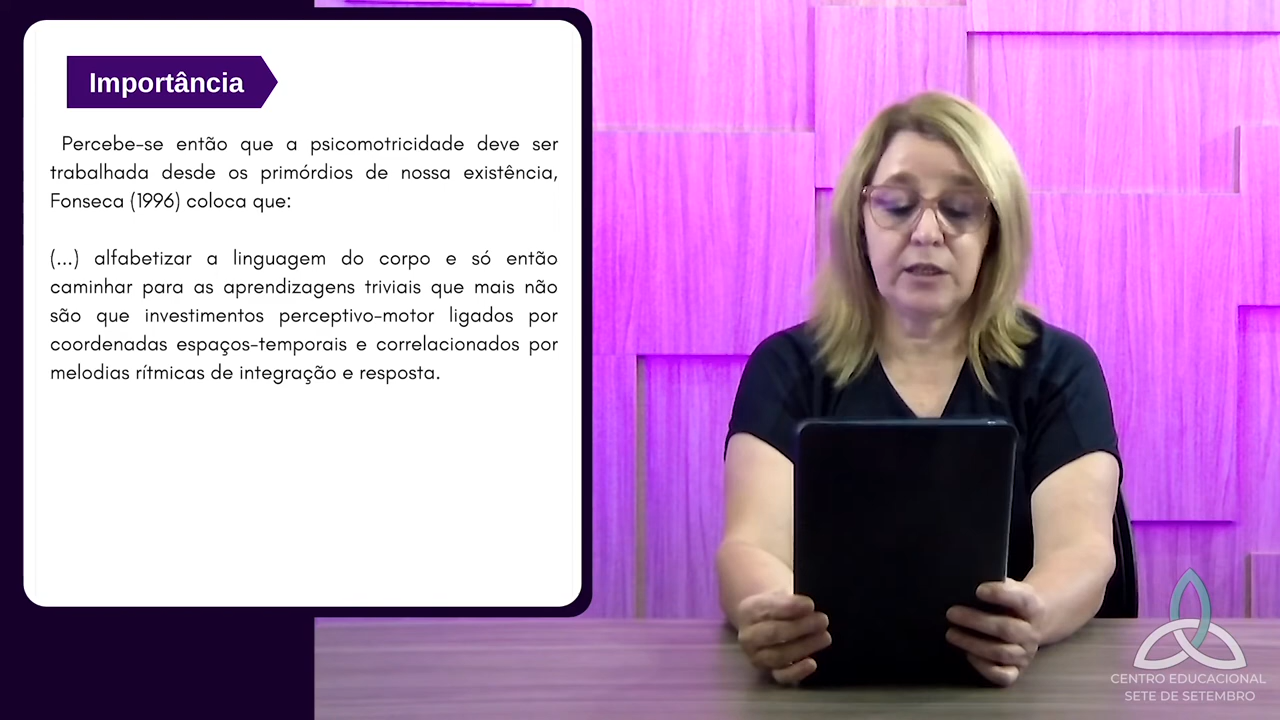 Importância
Percebe-se então que a psicomotricidade deve ser
trabalhada desde os primórdios de nossa existência,
Fonseca (1996) coloca que:
(...) alfabetizar a linguagem do corpo e só então
caminhar para as aprendizagens triviais que mais não
são que investimentos perceptivo-motor ligados por
coordenadas espaços-temporais e correlacionados por
melodias rítmicas de integração e resposta.
CENTRO EDUCACIONAL
SETE DE SETEMBRO